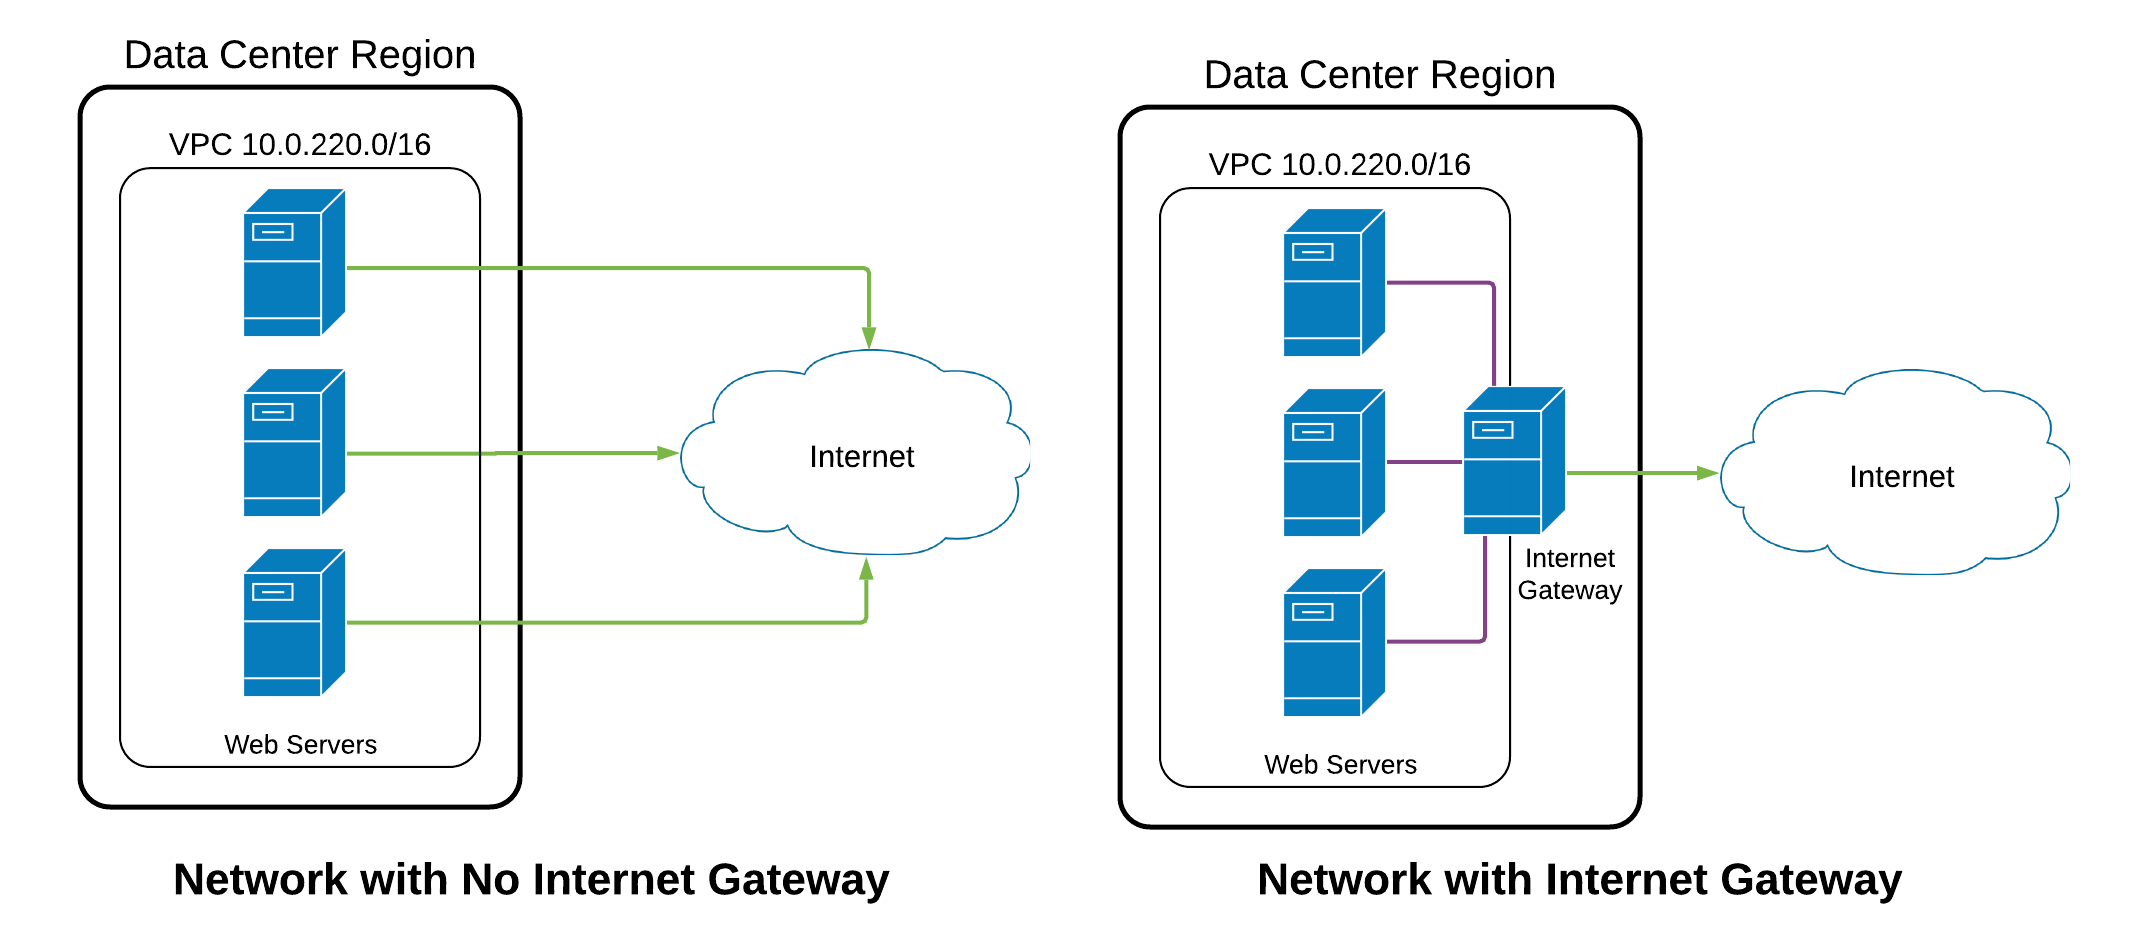 Data Center Region
VPC 10.0.220.0/16
Internet
Web Servers
Network with No Internet Gateway
Data Center Region
VPC 10.0.220.0/16
Internet
Gateway
Internet
Web Servers
Network with Internet Gateway